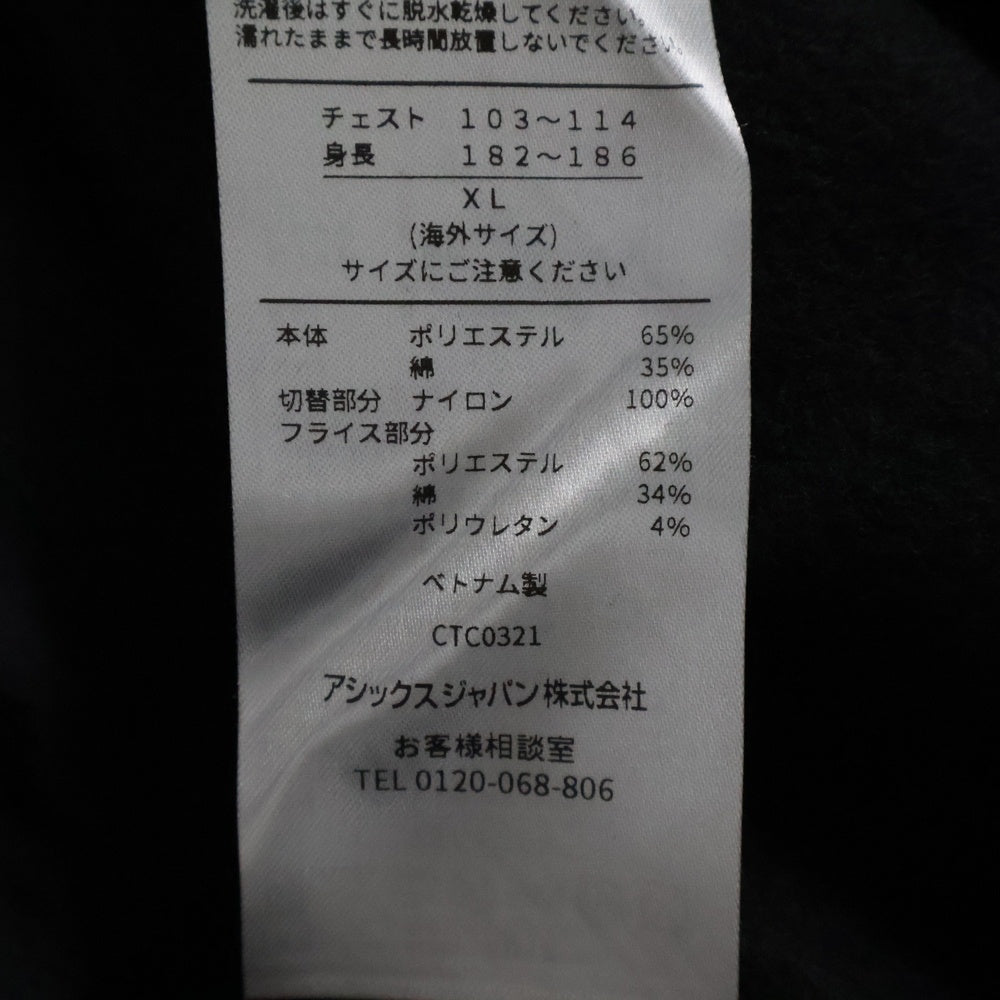 洗濯後はすぐに脱水乾燥してください。
濡れたままで長時間放置しないでください。
チェスト 103～114
身長 182～186
XL
(海外サイズ)
サイズにご注意ください
本体 ポリエステル 65%
綿 35%
切替部分 ナイロン 100%
フライス部分
ポリエステル 62%
綿 34%
ポリウレタン 4%
ベトナム製
CTC0321
アシックスジャパン株式会社
お客様相談室
TEL 0120-068-806